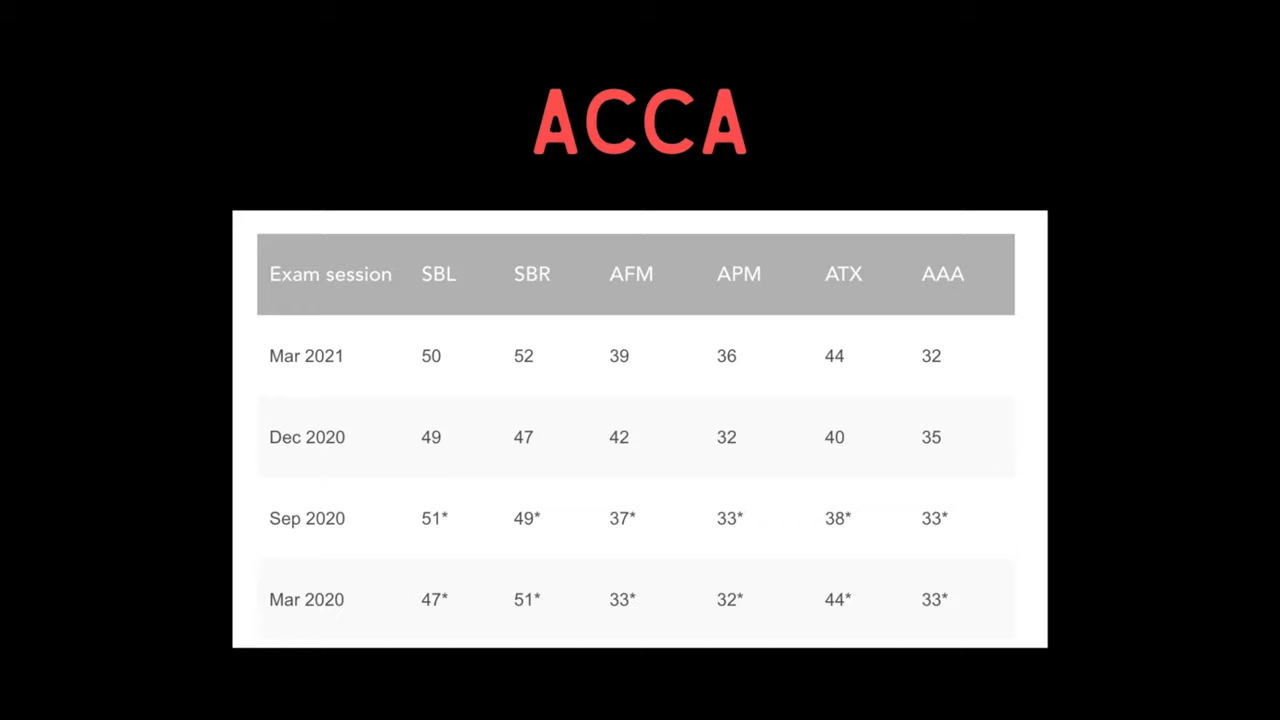 ACCA
Exam session SBL SBR AFM APM ATX AAA
Mar 2021 50 52 39 36 44 32
Dec 2020 49 47 42 32 40 35
Sep 2020 51* 49* 37* 33* 38* 33*
Mar 2020 47* 51* 33* 32* 44* 33*